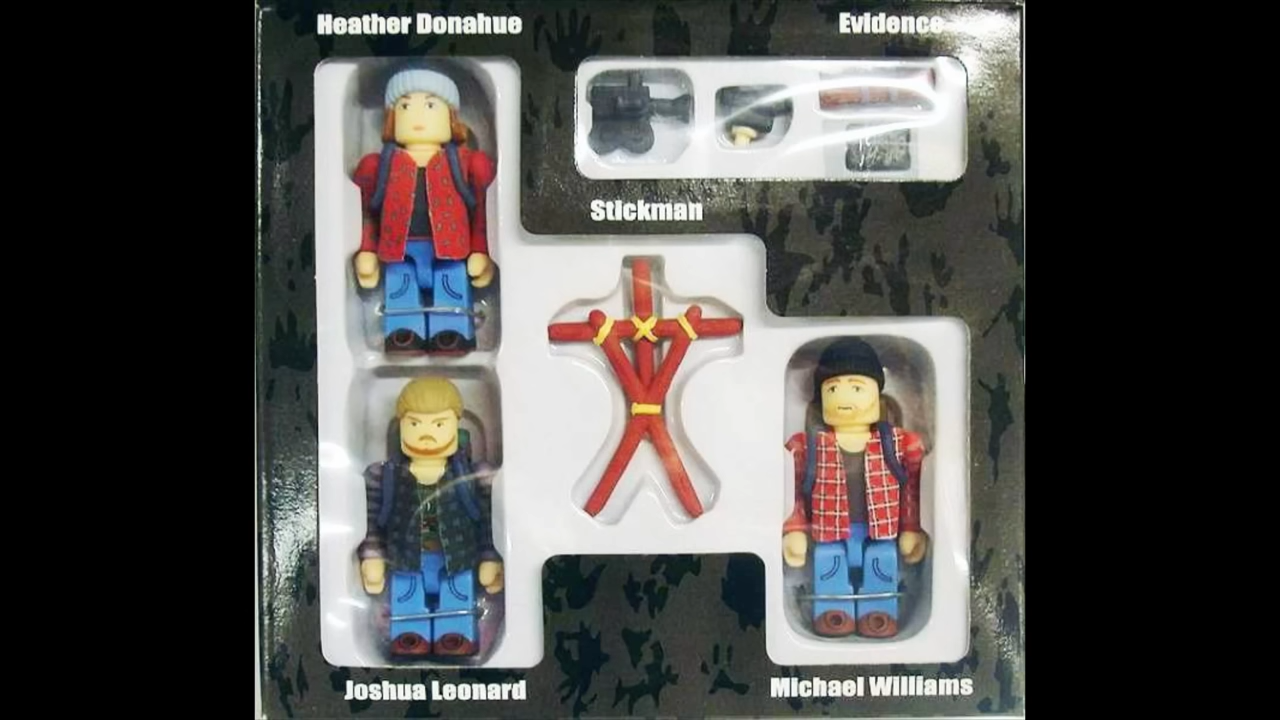 Heather Donahue
Evidence
Stickman
Joshua Leonard
Michael Williams